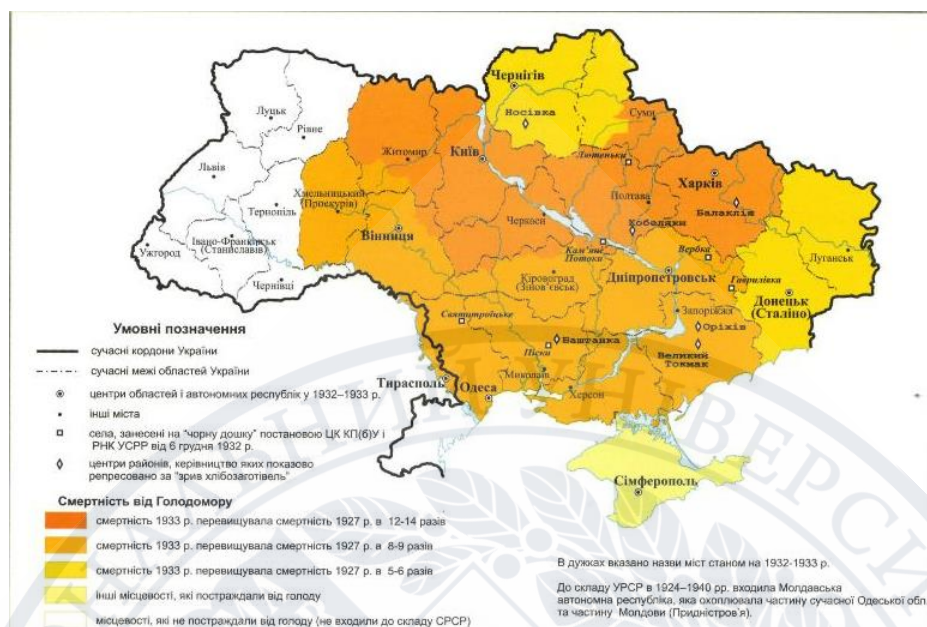 Чернігів
Носівка
Луцьк
Рівне
Суми
Житомир
Київ
Лютеньки
Харків
Львів
Хмельницький
(Проскурів)
Полтава
Балаклія
Тернопіль
Черкаси
Кобеляки
Вінниця
Івано-Франківськ
(Станиславів)
Кам'яне
Потоки
Вербка
Луганськ
Ужгород
Кіровоград
(Зінов'євськ)
Дніпропетровськ
Гаврилівка
Чернівці
Донецьк
(Сталіно)
Святотроїцьке
Запоріжжя
Оріхів
Баштанка
Піски
Великий
Токмак
Миколаїв
Тирасполь
Одеса
Херсон
Сімферополь
Умовні позначення
сучасні кордони України
сучасні межі областей України
центри областей і автономних республік у 1932–1933 р.
інші міста
села, занесені на "чорну дошку" постановою ЦК КП(б)У і
РНК УСРР від 6 грудня 1932 р.
центри районів, керівництво яких показово
репресовано за "зрив хлібозаготівель"
Смертність від Голодомору
смертність 1933 р. перевищувала смертність 1927 р. в 12-14 разів
смертність 1933 р. перевищувала смертність 1927 р. в 8-9 разів
смертність 1933 р. перевищувала смертність 1927 р. в 5-6 разів
інші місцевості, які постраждали від голоду
місцевості, які не постраждали від голоду (не входили до складу СРСР)
В дужках вказано назви міст станом на 1932-1933 р.
До складу УРСР в 1924–1940 рр. входила Молдавська
автономна республіка, яка охоплювала частину сучасної Одеської обл.
та частину Молдови (Придністров'я).